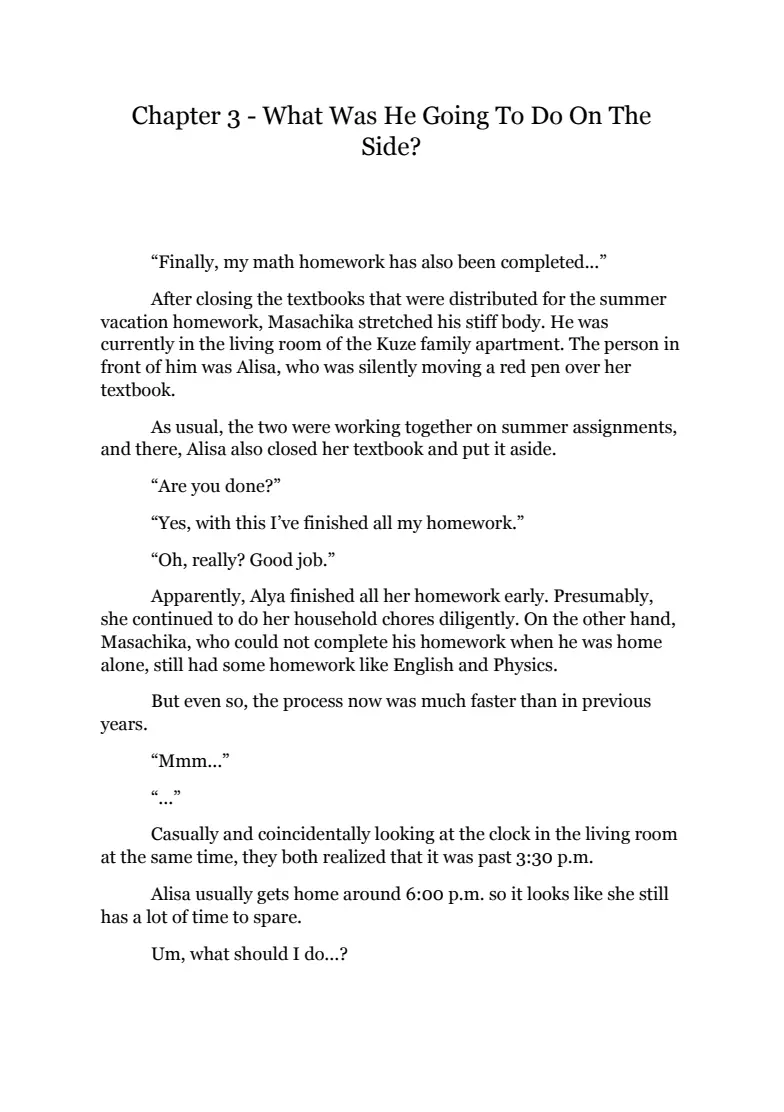 Chapter 3 - What Was He Going To Do On The
Side?
“Finally, my math homework has also been completed...”
After closing the textbooks that were distributed for the summer
vacation homework, Masachika stretched his stiff body. He was
currently in the living room of the Kuze family apartment. The person in
front of him was Alisa, who was silently moving a red pen over her
textbook.
As usual, the two were working together on summer assignments,
and there, Alisa also closed her textbook and put it aside.
“Are you done?”
“Yes, with this I’ve finished all my homework.”
“Oh, really? Good job.”
Apparently, Alya finished all her homework early. Presumably,
she continued to do her household chores diligently. On the other hand,
Masachika, who could not complete his homework when he was home
alone, still had some homework like English and Physics.
But even so, the process now was much faster than in previous
years.
“Mmm...”
“...”
Casually and coincidentally looking at the clock in the living room
at the same time, they both realized that it was past 3:30 p.m.
Alisa usually gets home around 6:00 p.m. so it looks like she still
has a lot of time to spare.
Um, what should I do...?